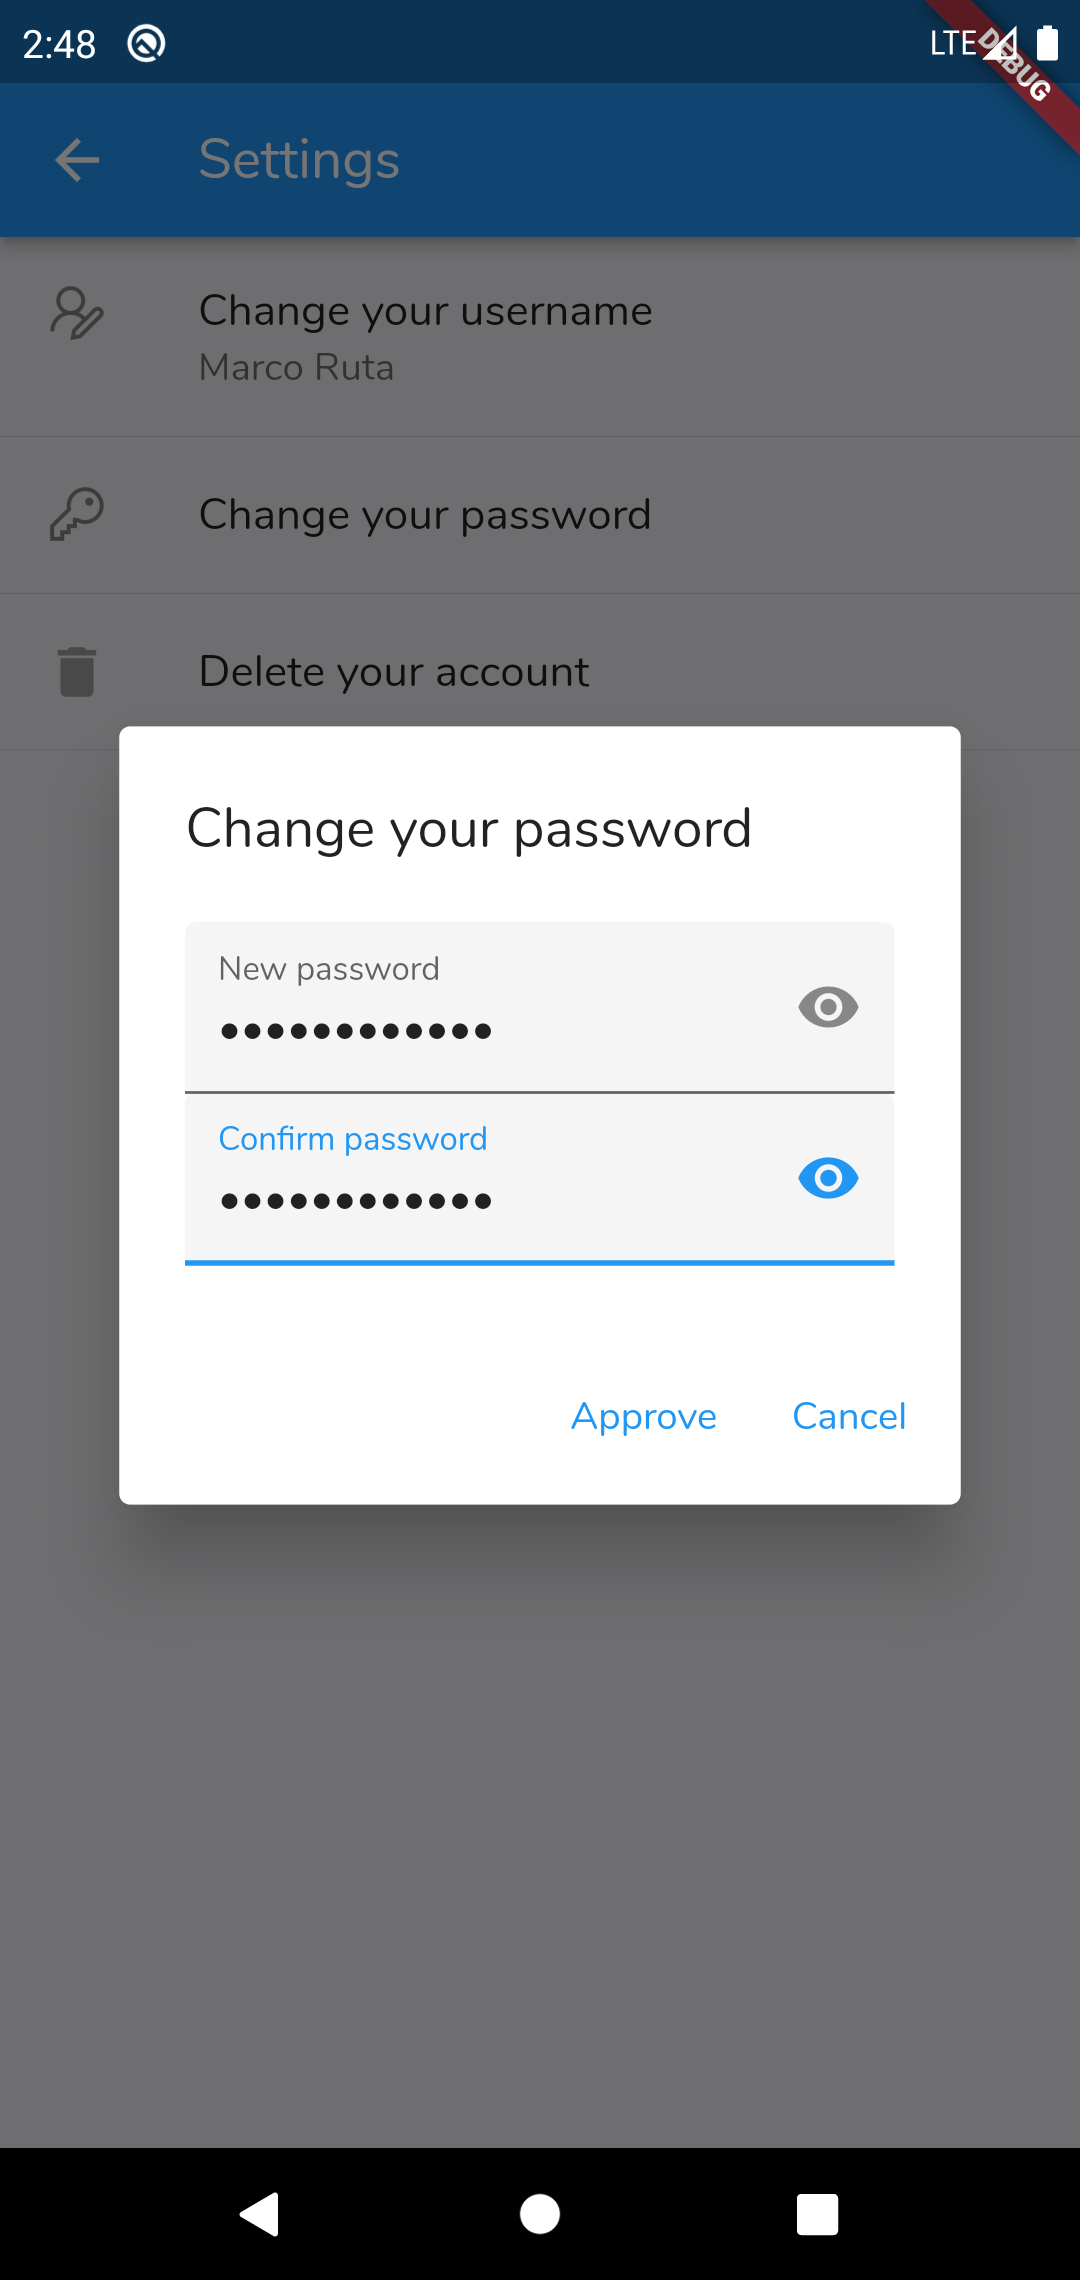 2:48
LTE
DEBUG
Settings
Change your username
Marco Ruta
Change your password
Delete your account
Change your password
New password
••••••••••••
Confirm password
••••••••••••
Approve Cancel